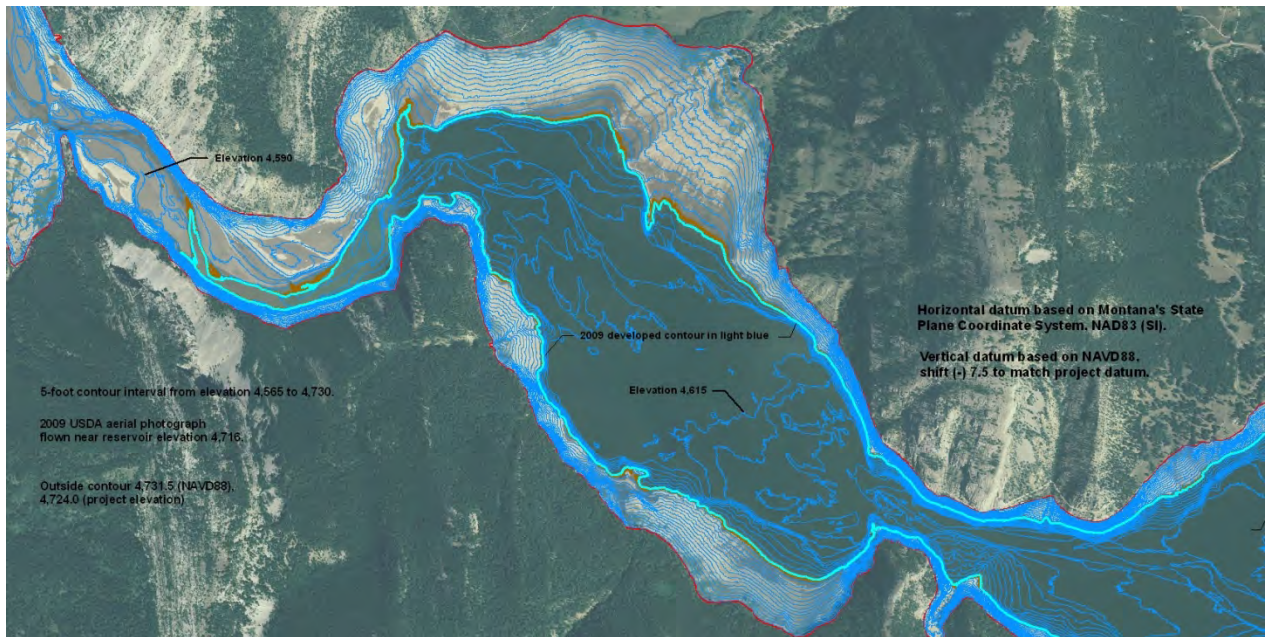 Elevation 4,590
Horizontal datum based on Montana's State
Plane Coordinate System. NAD83 (SI).
2009 developed contour in light blue
Vertical datum based on NAVD88.
shift (-) 7.5 to match project datum.
Elevation 4,615
5-foot contour interval from elevation 4,565 to 4,730.
2009 USDA aerial photograph
flown near reservoir elevation 4,716.
Outside contour 4,731.5 (NAVD88),
4,724.0 (project elevation)